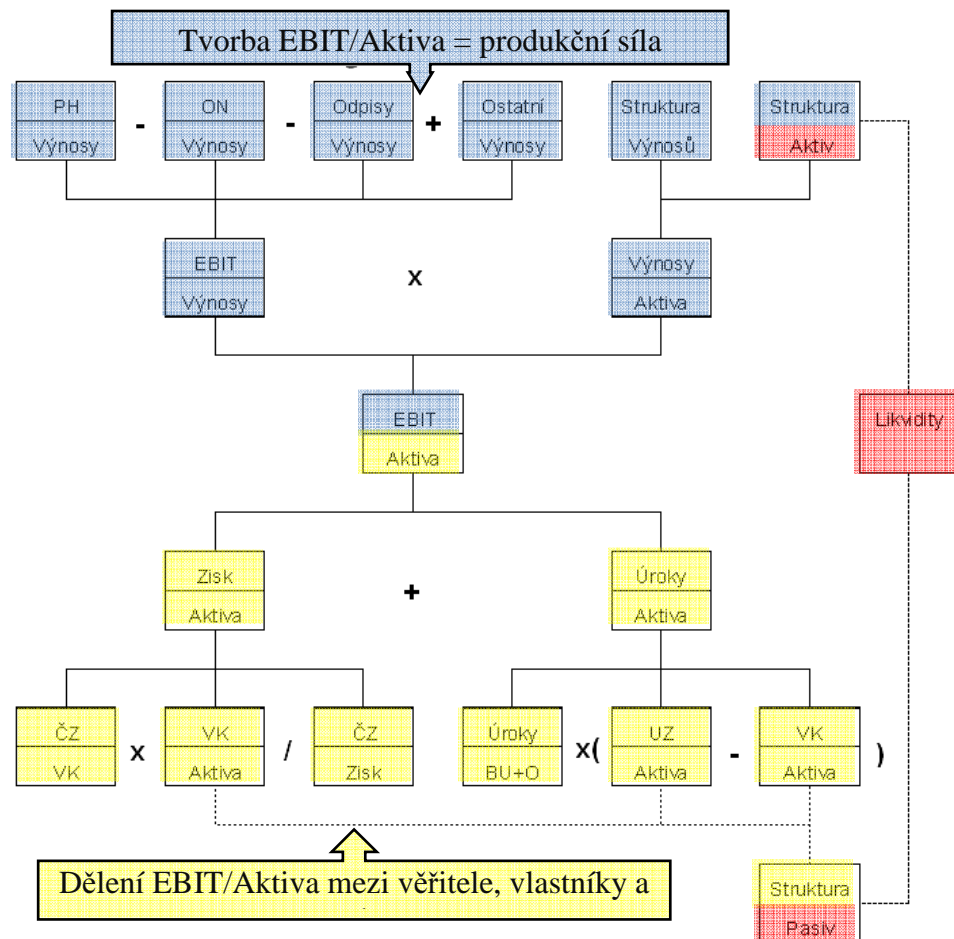 Tvorba EBIT/Aktiva = produkční síla
PH - ON - Odpisy + Ostatní Struktura Struktura
Výnosy Výnosy Výnosy Výnosy Výnosů Aktiv
EBIT x Výnosy
Výnosy Aktiva
EBIT
Aktiva
Likvidity
Zisk + Úroky
Aktiva Aktiva
ČZ x VK / ČZ Úroky x( UZ - VK )
VK Aktiva Zisk BU+O Aktiva Aktiva
Dělení EBIT/Aktiva mezi věřitele, vlastníky a
Struktura
Pasiv